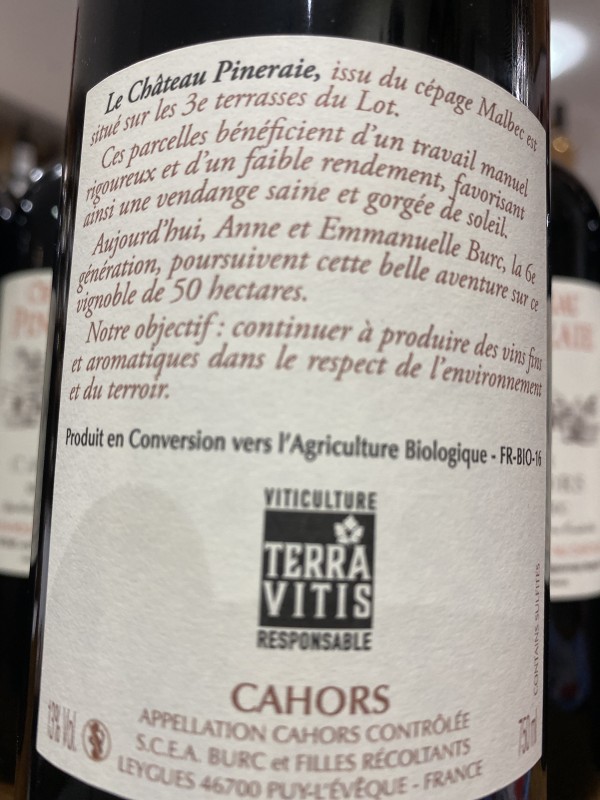 Le Château Pineraie, issu du cépage Malbec est
situé sur les 3e terrasses du Lot.
Ces parcelles bénéficient d'un travail manuel
rigoureux et d'un faible rendement, favorisant
ainsi une vendange saine et gorgée de soleil.
Aujourd'hui, Anne et Emmanuelle Burc, la 6e
génération, poursuivent cette belle aventure sur ce
vignoble de 50 hectares.
Notre objectif : continuer à produire des vins fins
et aromatiques dans le respect de l'environnement
et du terroir.
Produit en Conversion vers l'Agriculture Biologique - FR-BIO-16
VITICULTURE
TERRA
VITIS
RESPONSABLE
CONTAINS SULFITES
CAHORS
13% Vol.
APPELLATION CAHORS CONTRÔLÉE
750 ml
S.C.E.A. BURC et FILLES RÉCOLTANTS
LEYGUES 46700 PUY-L'ÉVÊQUE - FRANCE